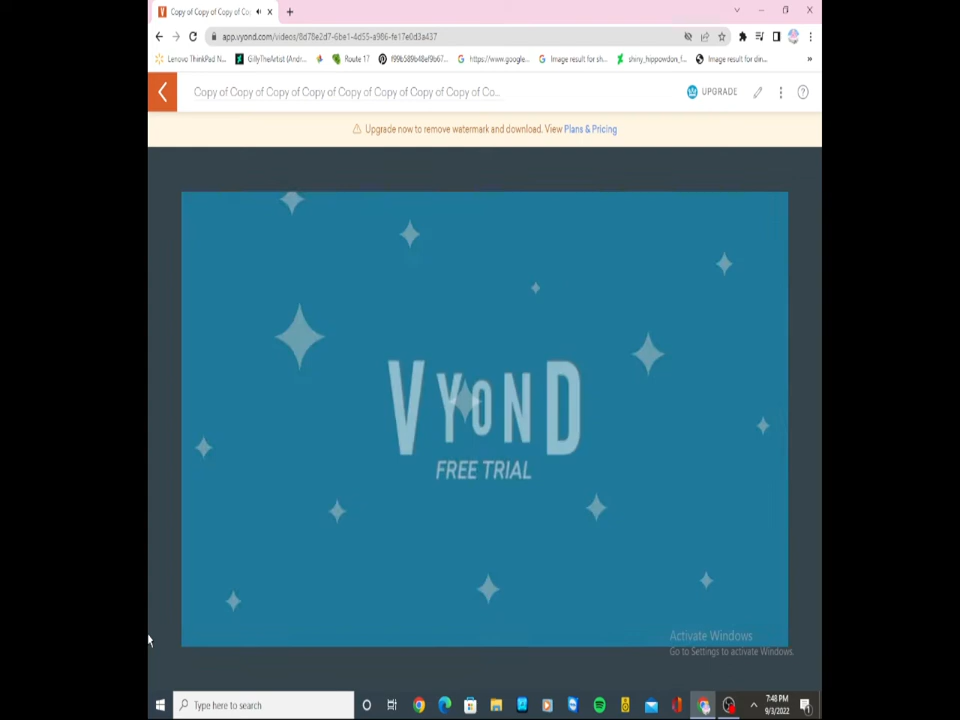 Copy of Copy of Copy of Co
app.vyond.com/videos/8d78e2d7-6be1-4d55-a986-fe17e0d3a437
Lenovo ThinkPad N... GillyTheArtist (Andr... Route 17 f99b589b48ef9b67... https://www.google... Image result for sh... shiny_hippowdon_f... Image result for din... »
Copy of Copy of Copy of Copy of Copy of Copy of Copy of Co... UPGRADE
Upgrade now to remove watermark and download. View Plans & Pricing
VYOND
FREE TRIAL
Activate Windows
Go to Settings to activate Windows.
Type here to search
7:48 PM
9/3/2022